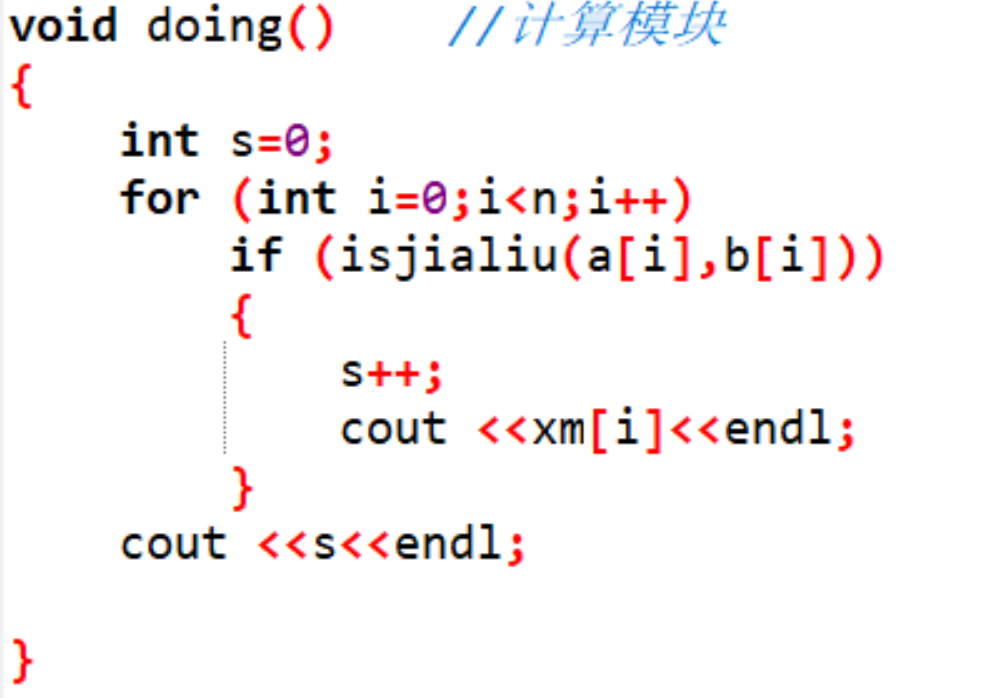 void doing()    //计算模块
{
    int s=0;
    for (int i=0;i<n;i++)
        if (isjialiu(a[i],b[i]))
        {
            s++;
            cout <<xm[i]<<endl;
        }
    cout <<s<<endl;
}